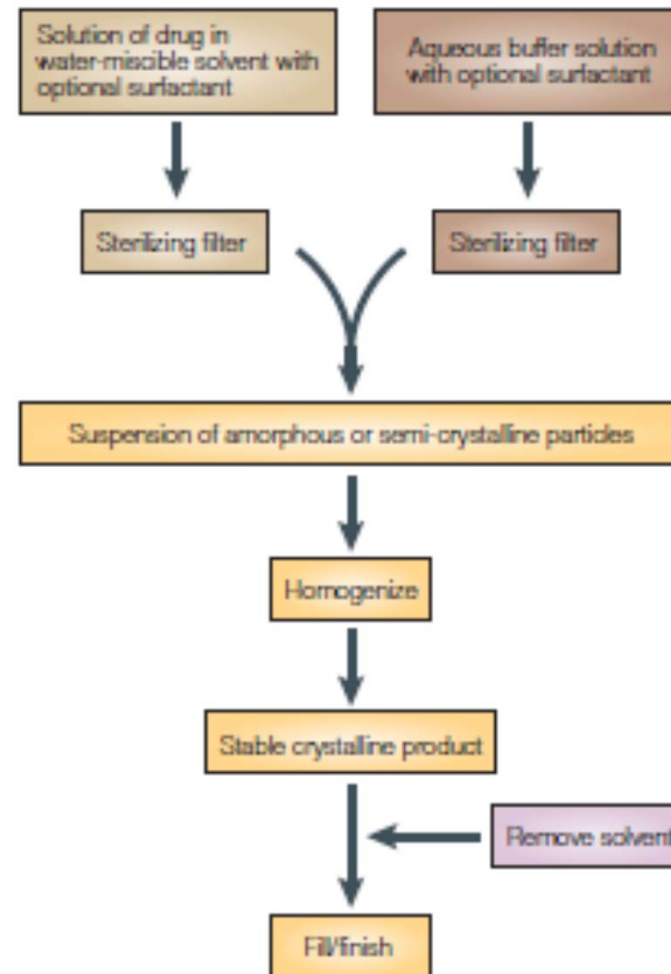 Solution of drug in
water-miscible solvent with
optional surfactant
Aqueous buffer solution
with optional surfactant
Sterilizing filter
Sterilizing filter
Suspension of amorphous or semi-crystalline particles
Homogenize
Stable crystalline product
Remove solvent
Fill/finish